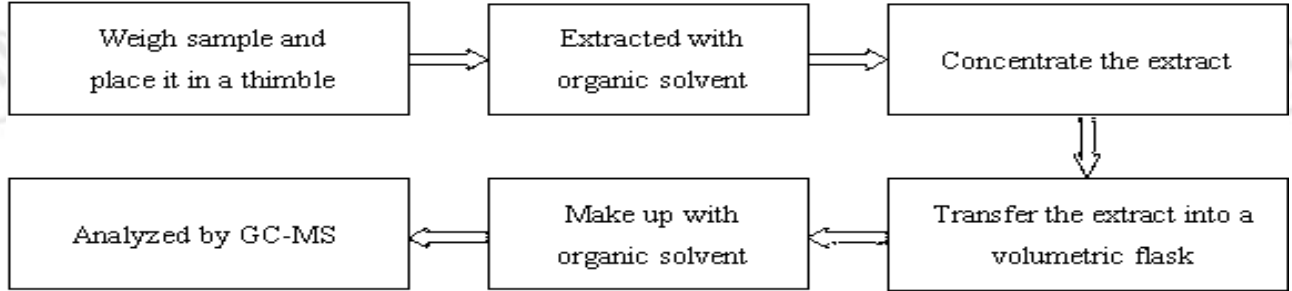 Weigh sample and
place it in a thimble
Extracted with
organic solvent
Concentrate the extract
Transfer the extract into a
volumetric flask
Make up with
organic solvent
Analyzed by GC-MS